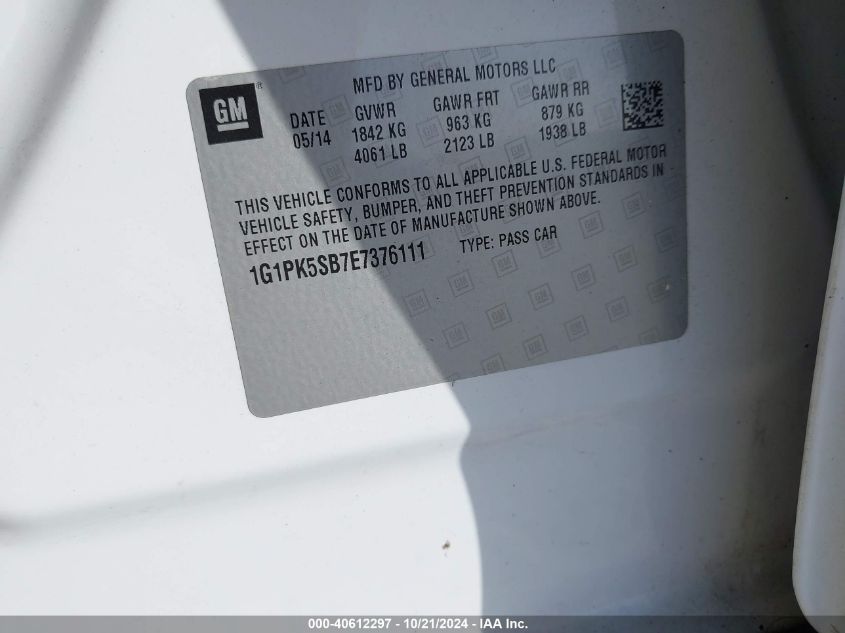 MFD BY GENERAL MOTORS LLC
GM ®
DATE GVWR GAWR FRT GAWR RR
05/14 1842 KG 963 KG 879 KG
4061 LB 2123 LB 1938 LB
THIS VEHICLE CONFORMS TO ALL APPLICABLE U.S. FEDERAL MOTOR
VEHICLE SAFETY, BUMPER, AND THEFT PREVENTION STANDARDS IN
EFFECT ON THE DATE OF MANUFACTURE SHOWN ABOVE.
1G1PK5SB7E7376111 TYPE: PASS CAR
000-40612297 - 10/21/2024 - IAA Inc.